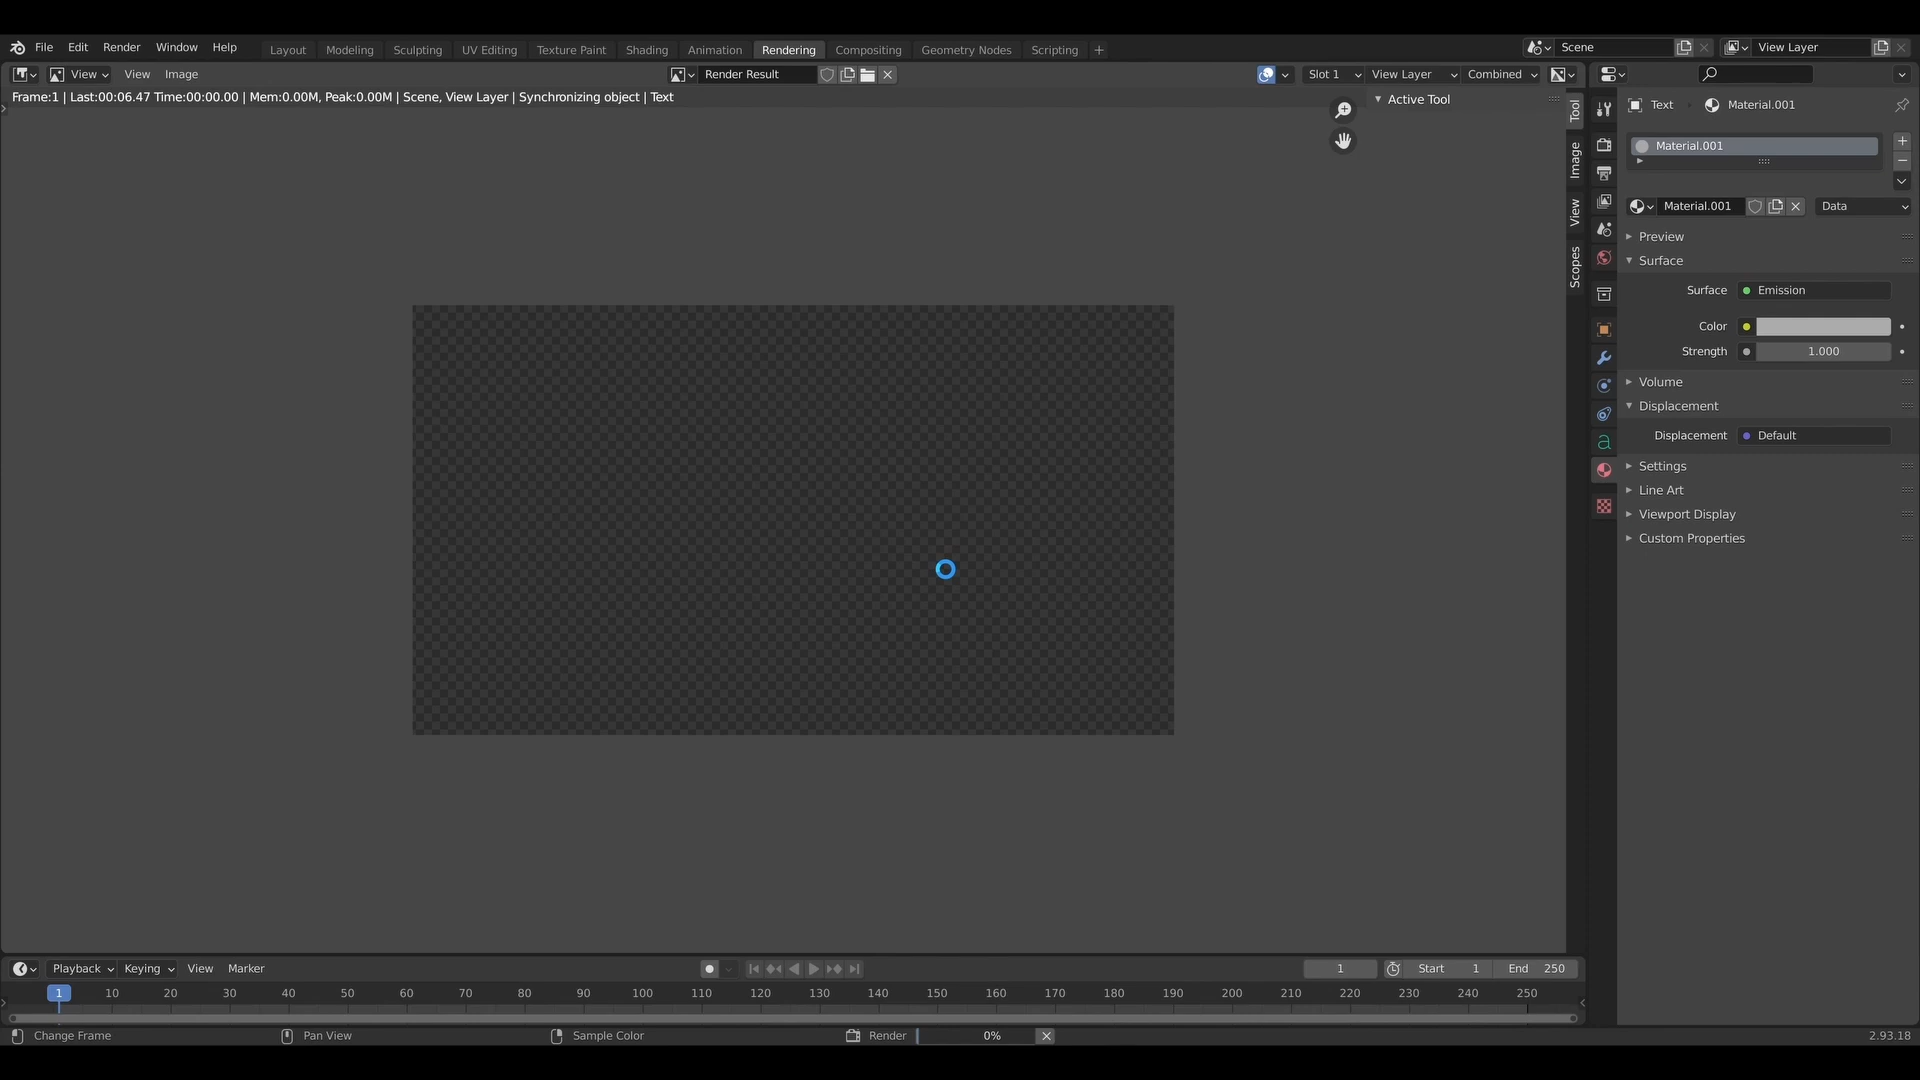 File Edit Render Window Help Layout Modeling Sculpting UV Editing Texture Paint Shading Animation Rendering Compositing Geometry Nodes Scripting + Scene View Layer
View View Image Render Result Slot 1 View Layer Combined
Frame:1 | Last:00:06.47 Time:00:00.00 | Mem:0.00M, Peak:0.00M | Scene, View Layer | Synchronizing object | Text
Active Tool
Tool
Image
View
Scopes
Text Material.001
Material.001
Material.001 Data
Preview
Surface
Surface Emission
Color
Strength 1.000
Volume
Displacement
Displacement Default
Settings
Line Art
Viewport Display
Custom Properties
Playback Keying View Marker 1 Start 1 End 250
1 10 20 30 40 50 60 70 80 90 100 110 120 130 140 150 160 170 180 190 200 210 220 230 240 250
Change Frame Pan View Sample Color Render 0% 2.93.18